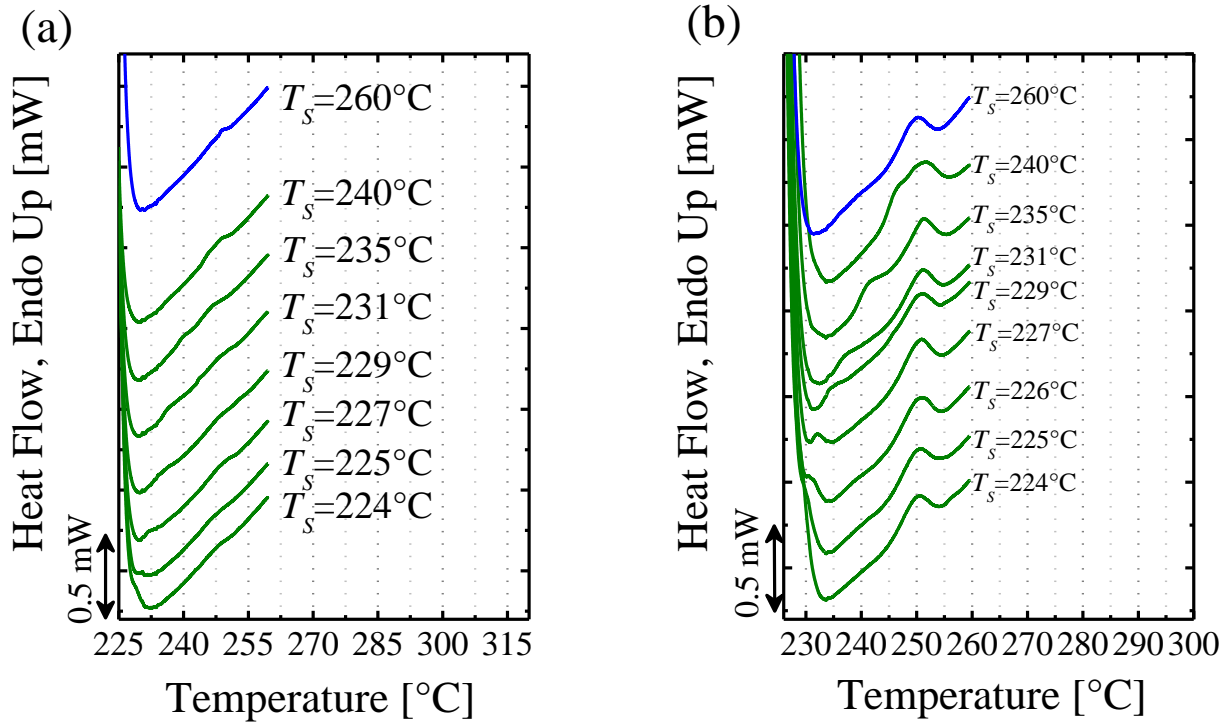 (a)
Heat Flow, Endo Up [mW]
T_S=260°C
T_S=240°C
T_S=235°C
T_S=231°C
T_S=229°C
T_S=227°C
T_S=225°C
T_S=224°C
0.5 mW
225 240 255 270 285 300 315
Temperature [°C]
(b)
Heat Flow, Endo Up [mW]
T_S=260°C
T_S=240°C
T_S=235°C
T_S=231°C
T_S=229°C
T_S=227°C
T_S=226°C
T_S=225°C
T_S=224°C
0.5 mW
230 240 250 260 270 280 290 300
Temperature [°C]